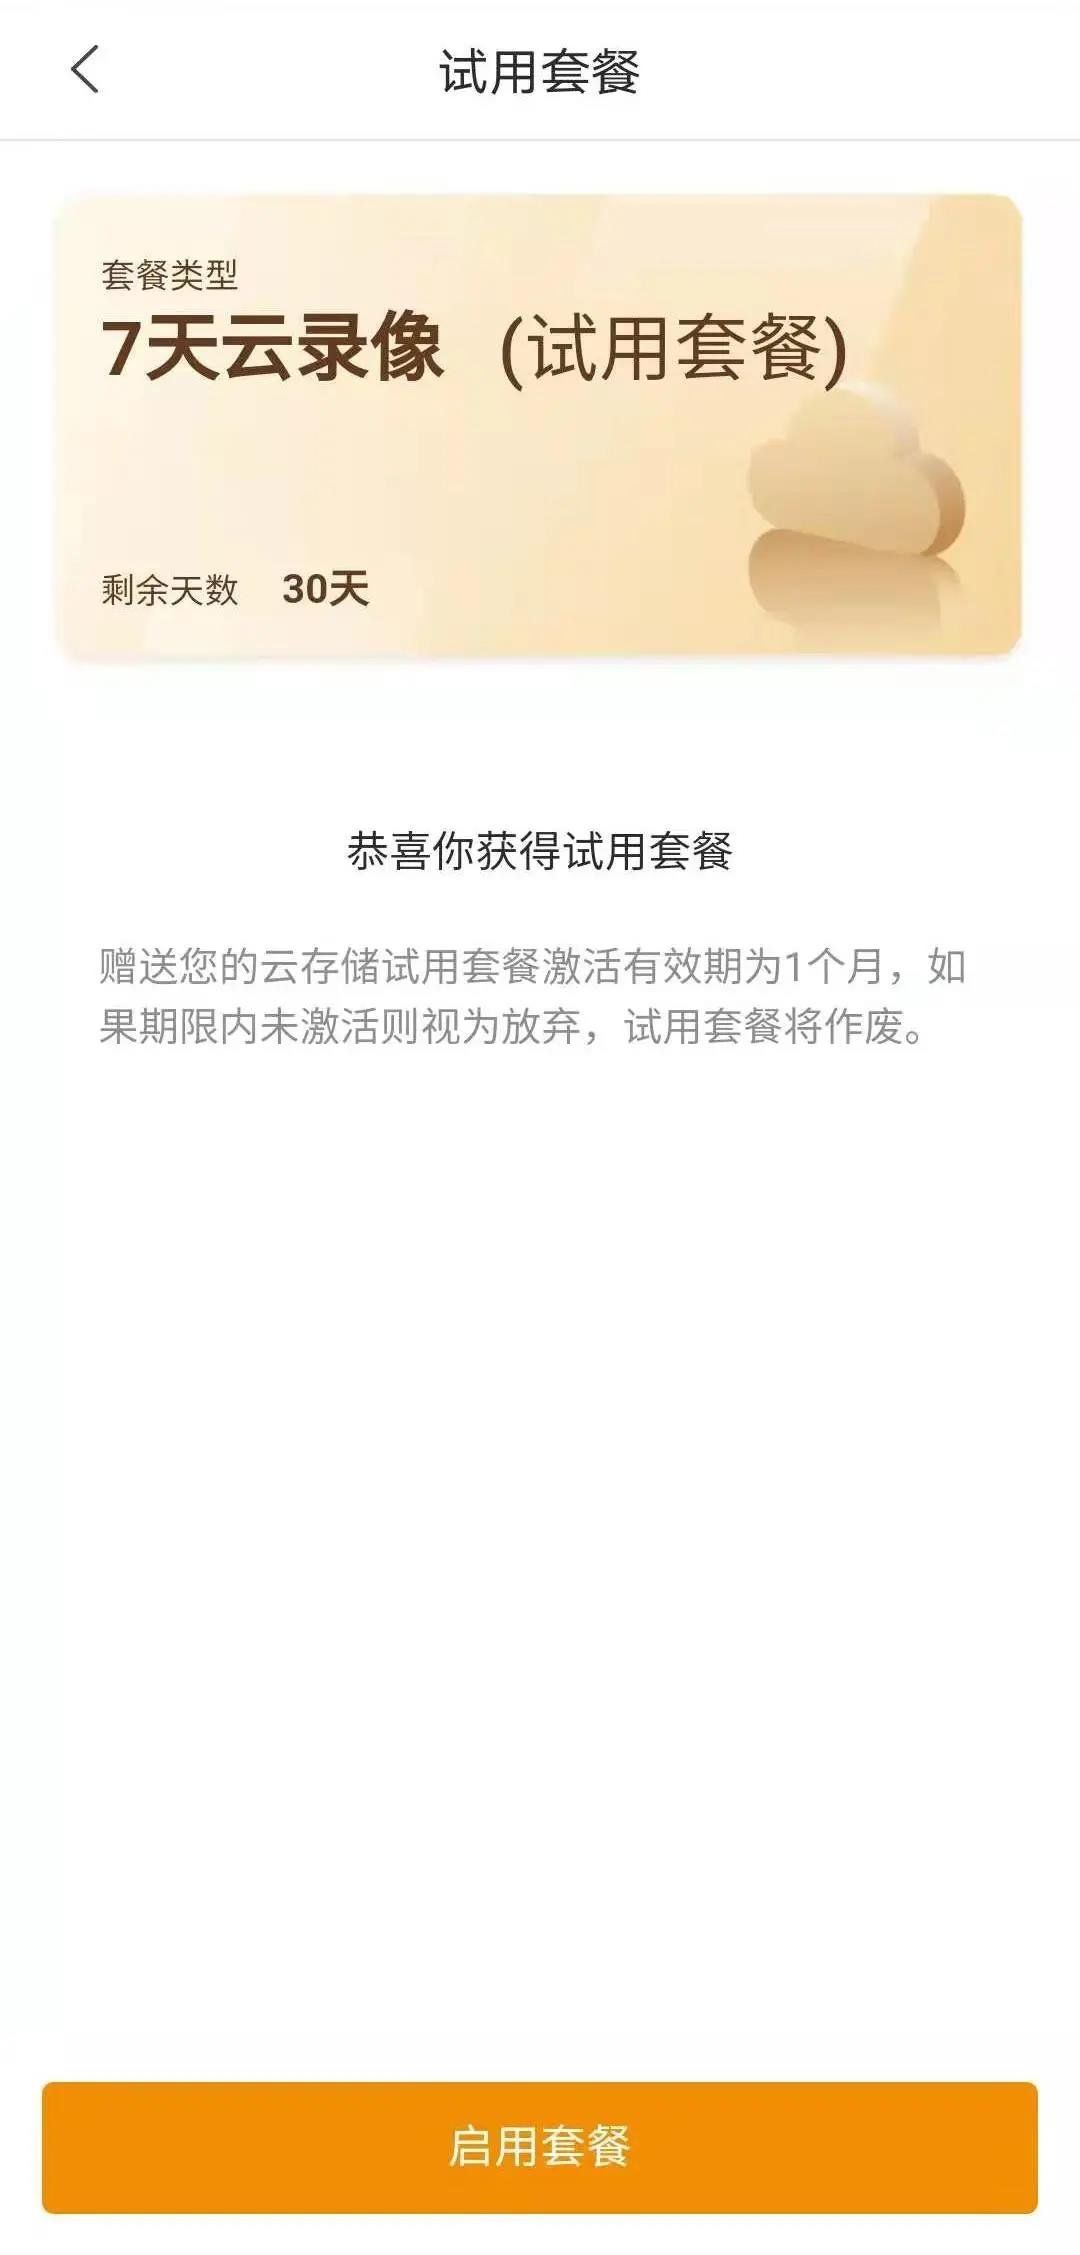 试用套餐
套餐类型
7天云录像 (试用套餐)
剩余天数 30天
恭喜你获得试用套餐
赠送您的云存储试用套餐激活有效期为1个月，如
果期限内未激活则视为放弃，试用套餐将作废。
启用套餐